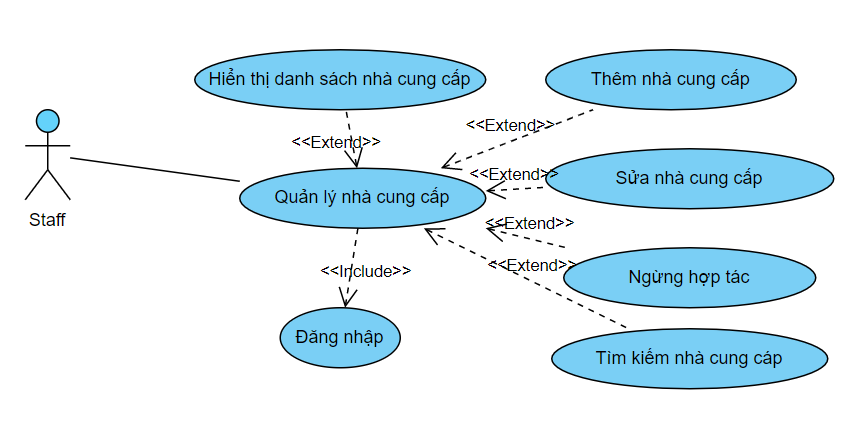 Hiển thị danh sách nhà cung cấp
Thêm nhà cung cấp
<<Extend>>
<<Extend>>
Staff
Quản lý nhà cung cấp
<<Extend>>
Sửa nhà cung cấp
<<Extend>>
<<Extend>>
<<Include>>
Ngừng hợp tác
Đăng nhập
Tìm kiếm nhà cung cáp